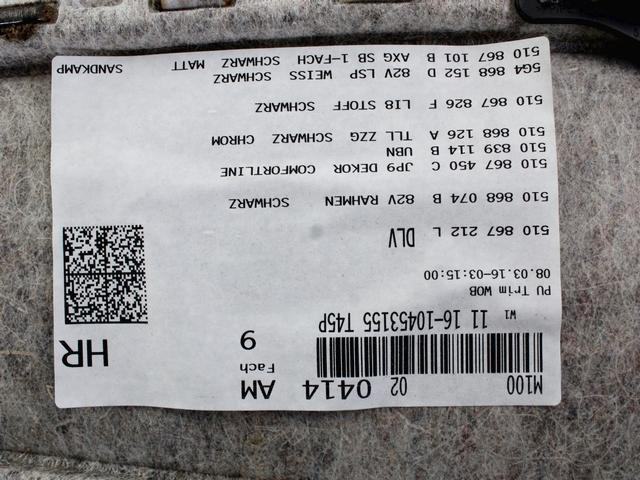 M100 02 0414 AM Fach 9 HR
W1 11 16-10453155 T45P
PU Trim WOB
08.03.16-03:15:00
510 867 212 L DLV
510 868 074 B 82V RAHMEN SCHWARZ
510 867 450 C JP9 DEKOR COMFORTLINE
510 839 114 B UBN
510 868 126 A TLL ZZG SCHWARZ CHROM
510 867 826 F LI8 STOFF SCHWARZ
5G4 868 152 D 82V LSP WEISS SCHWARZ
510 867 101 B AXG SB 1-FACH SCHWARZ MATT SANDKAMP